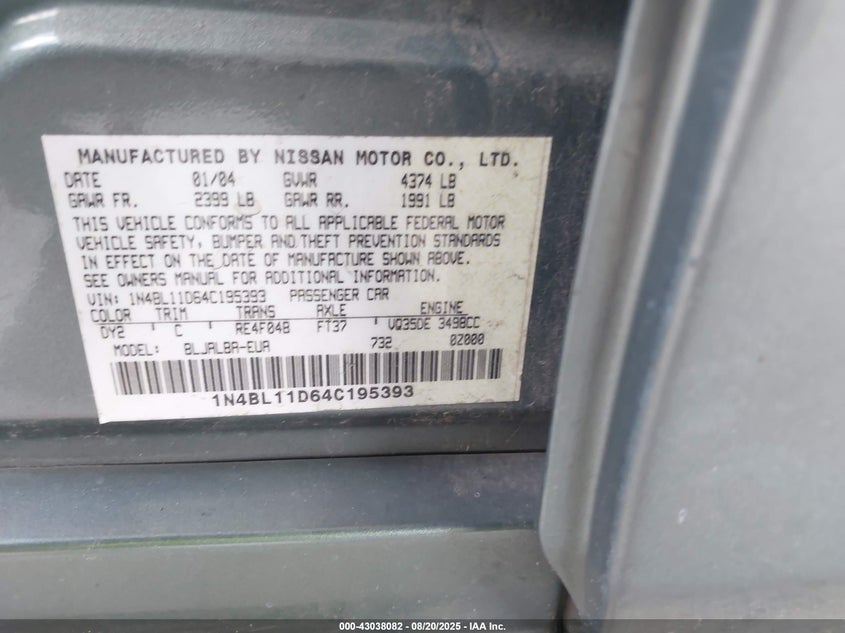 MANUFACTURED BY NISSAN MOTOR CO., LTD.
DATE 01/04 GVWR 4374 LB
GAWR FR. 2399 LB GAWR RR. 1991 LB
THIS VEHICLE CONFORMS TO ALL APPLICABLE FEDERAL MOTOR
VEHICLE SAFETY, BUMPER AND THEFT PREVENTION STANDARDS
IN EFFECT ON THE DATE OF MANUFACTURE SHOWN ABOVE.
SEE OWNERS MANUAL FOR ADDITIONAL INFORMATION.
VIN: 1N4BL11D64C195393 PASSENGER CAR
COLOR TRIM TRANS AXLE ENGINE
DY2 C RE4F04B FT37 VQ35DE 3498CC
MODEL: BLJALBA-EUA 732 0Z000
1N4BL11D64C195393
000-43038082 - 08/20/2025 - IAA Inc.